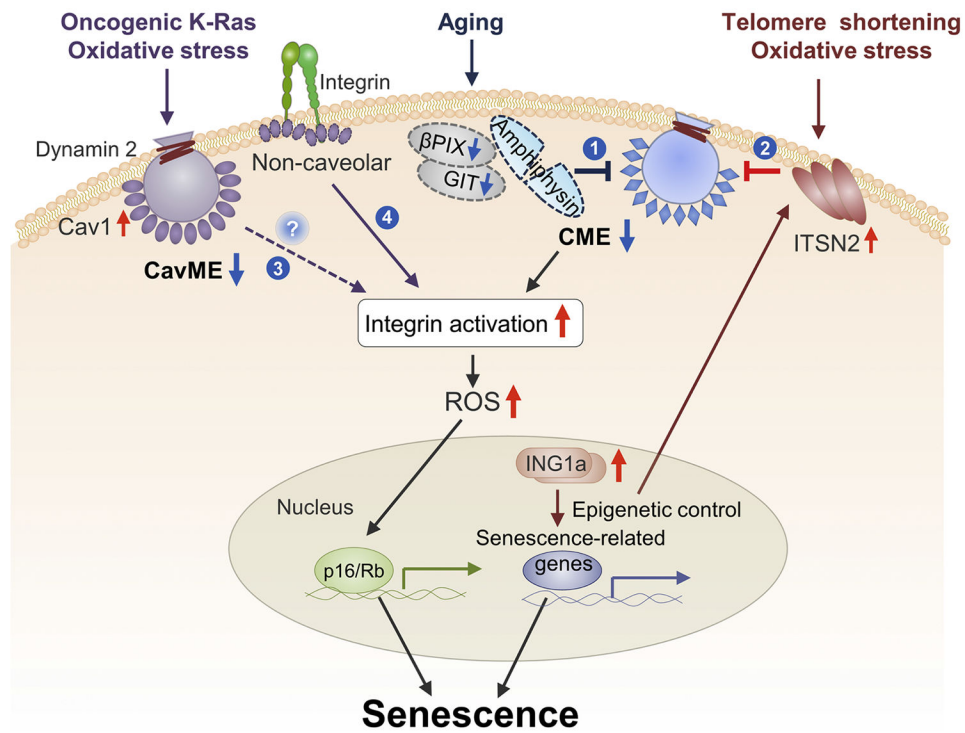 Oncogenic K-Ras
Oxidative stress
Aging
Telomere shortening
Oxidative stress
Integrin
Dynamin 2
Non-caveolar
βPIX
GIT
Amphiphysin
1
2
Cav1
?
4
CME
ITSN2
CavME
3
Integrin activation
ROS
ING1a
Nucleus
Epigenetic control
Senescence-related
genes
p16/Rb
Senescence